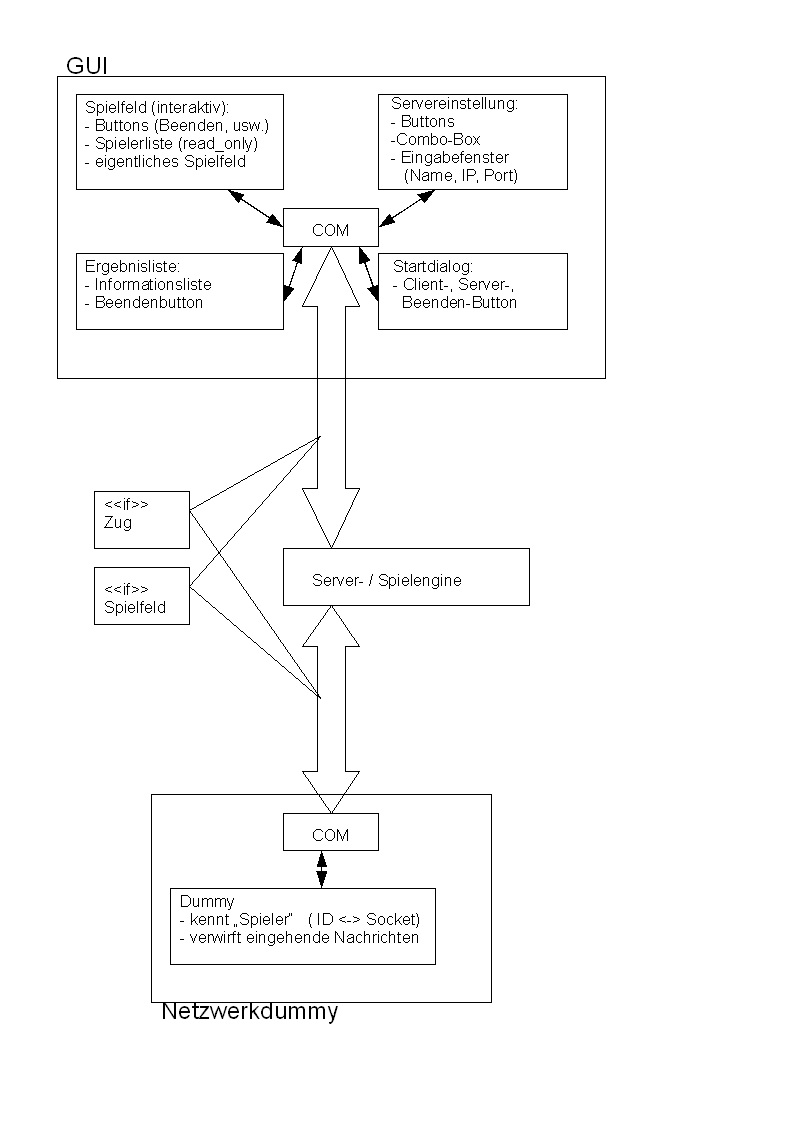 GUI
Spielfeld (interaktiv):
- Buttons (Beenden, usw.)
- Spielerliste (read_only)
- eigentliches Spielfeld
Servereinstellung:
- Buttons
-Combo-Box
- Eingabefenster
(Name, IP, Port)
COM
Ergebnisliste:
- Informationsliste
- Beendenbutton
Startdialog:
- Client-, Server-,
Beenden-Button
<<if>>
Zug
<<if>>
Spielfeld
Server- / Spielengine
COM
Dummy
- kennt „Spieler” ( ID <-> Socket)
- verwirft eingehende Nachrichten
Netzwerkdummy